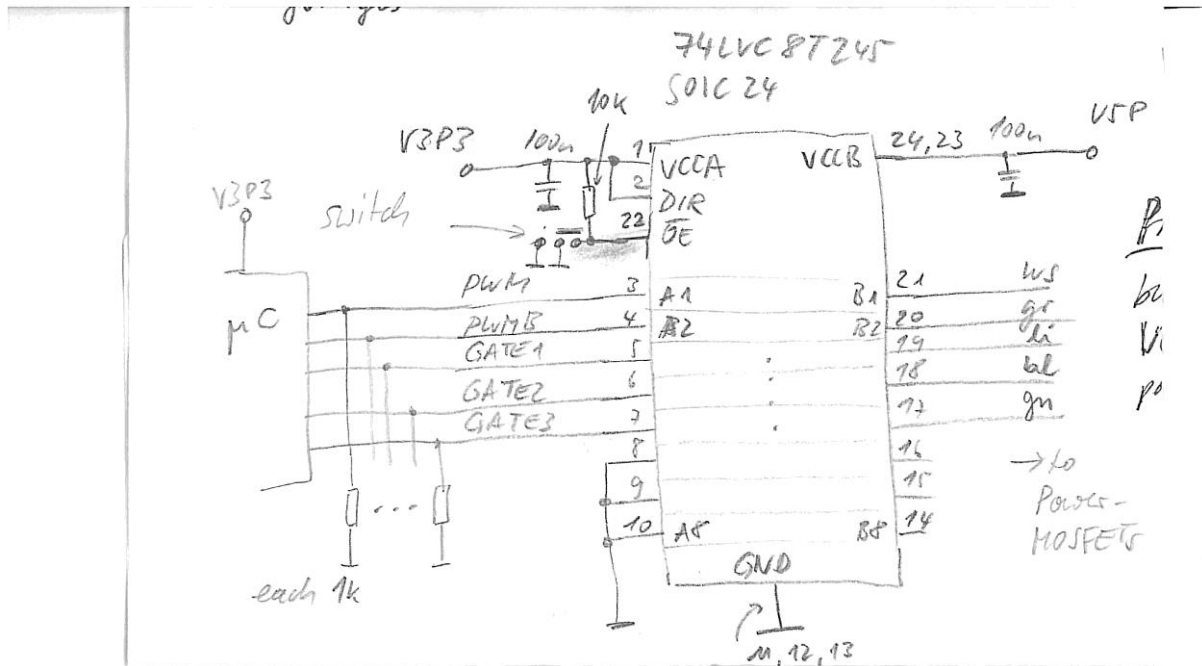 74LVC8T245
SOIC 24
10k
V3P3
100n
1
VCCA
VCCB
24, 23
100n
V5P
2
DIR
V3P3
switch
22
OE
µC
PWM
3
A1
B1
21
ws
PWMB
4
A2
B2
20
gr
GATE1
5
19
li
GATE2
6
18
bl
GATE3
7
17
gn
8
16
9
15
10
A8
B8
14
→ to
Power-
MOSFETs
GND
each 1k
11, 12, 13